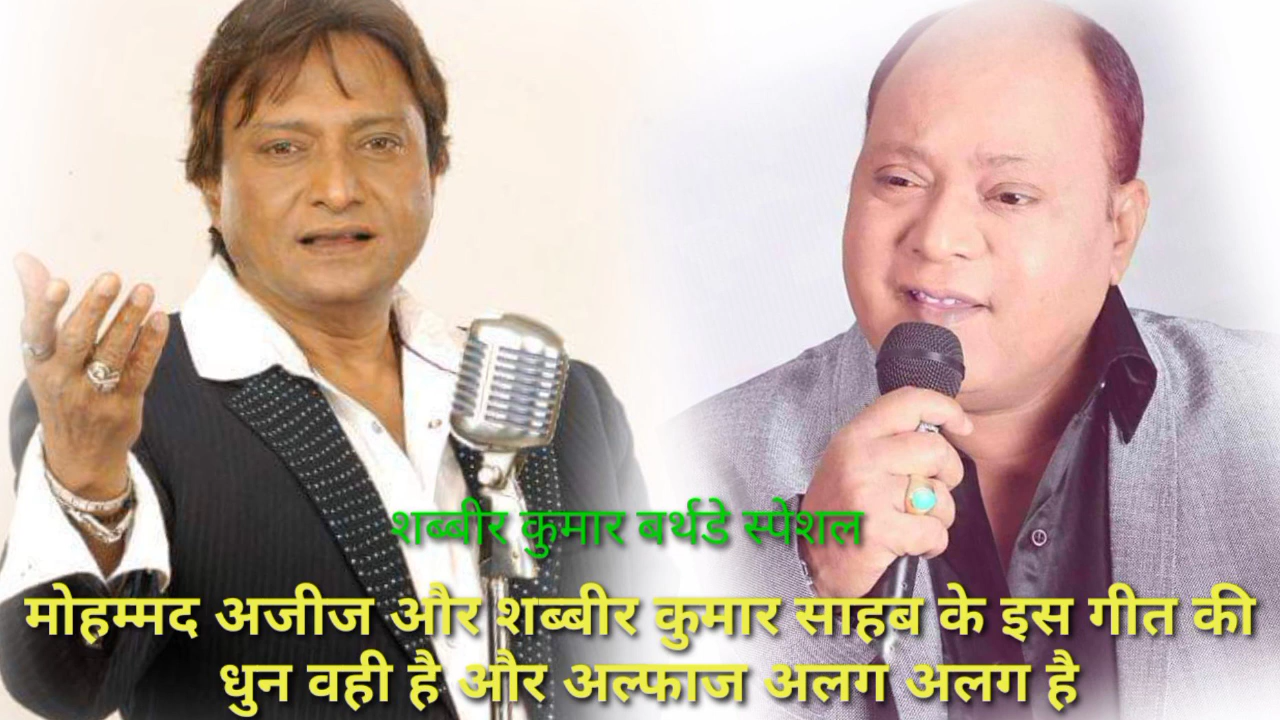 शब्बीर कुमार बर्थडे स्पेशल
मोहम्मद अजीज और शब्बीर कुमार साहब के इस गीत की
धुन वही है और अल्फाज अलग अलग है